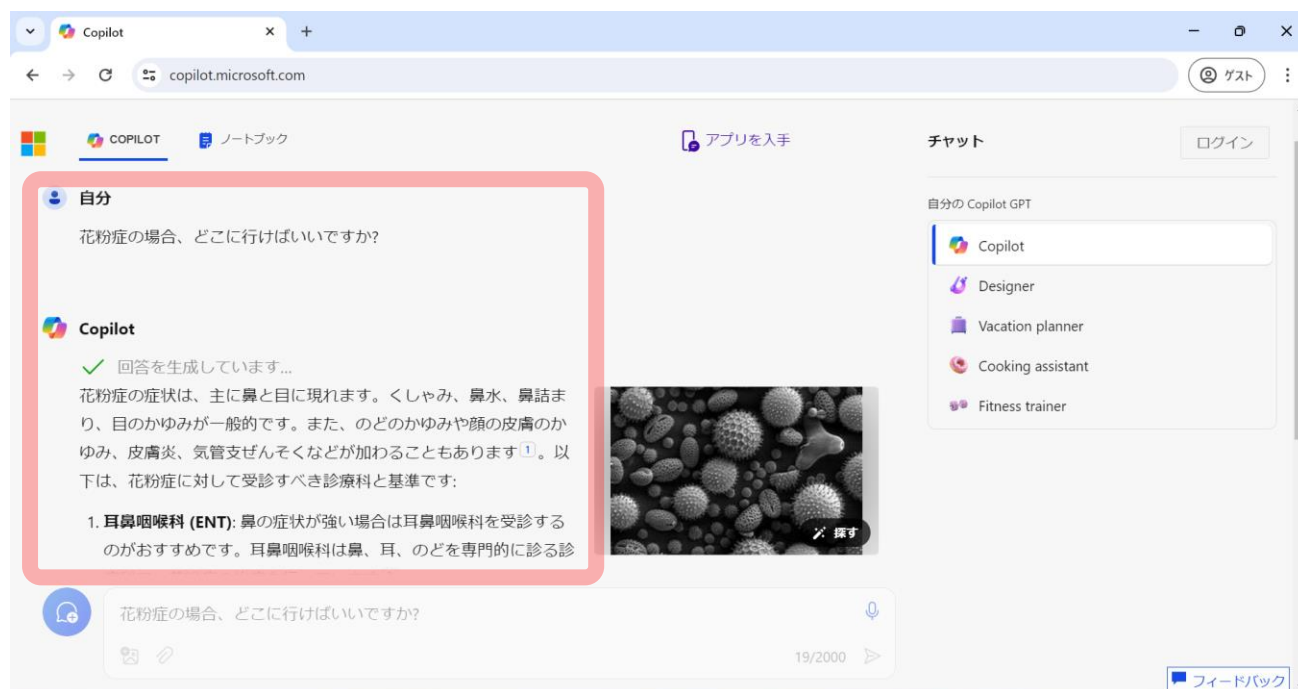 Copilot
copilot.microsoft.com
ゲスト
COPILOT
ノートブック
アプリを入手
チャット
ログイン
自分
花粉症の場合、どこに行けばいいですか?
Copilot
回答を生成しています...
花粉症の症状は、主に鼻と目に現れます。くしゃみ、鼻水、鼻詰ま
り、目のかゆみが一般的です。また、のどのかゆみや顔の皮膚のか
ゆみ、皮膚炎、気管支ぜんそくなどが加わることもあります1。以
下は、花粉症に対して受診すべき診療科と基準です:
1. 耳鼻咽喉科 (ENT): 鼻の症状が強い場合は耳鼻咽喉科を受診する
のがおすすめです。耳鼻咽喉科は鼻、耳、のどを専門的に診る診
探す
自分の Copilot GPT
Copilot
Designer
Vacation planner
Cooking assistant
Fitness trainer
花粉症の場合、どこに行けばいいですか?
19/2000
フィードバック